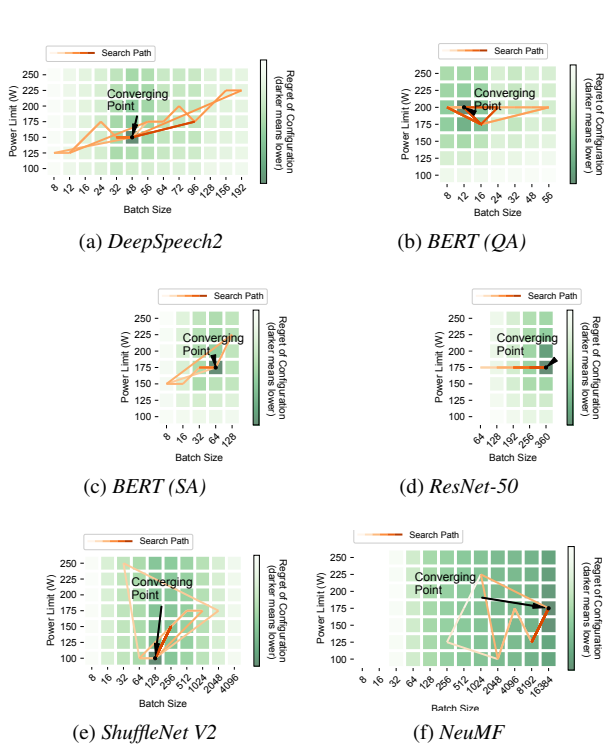 Search Path
Power Limit (W)
250
225
200
175
150
125
100
Converging
Point
8 12 16 24 32 48 56 64 72 96 128 156 192
Batch Size
Regret of Configuration
(darker means lower)
(a) DeepSpeech2
Search Path
Power Limit (W)
250
225
200
175
150
125
100
Converging
Point
8 12 16 24 32 48 56
Batch Size
Regret of Configuration
(darker means lower)
(b) BERT (QA)
Search Path
Power Limit (W)
250
225
200
175
150
125
100
Converging
Point
8 16 32 64 128
Batch Size
Regret of Configuration
(darker means lower)
(c) BERT (SA)
Search Path
Power Limit (W)
250
225
200
175
150
125
100
Converging
Point
64 128 192 256 360
Batch Size
Regret of Configuration
(darker means lower)
(d) ResNet-50
Search Path
Power Limit (W)
250
225
200
175
150
125
100
Converging
Point
8 16 32 64 128 256 512 1024 2048 4096
Batch Size
Regret of Configuration
(darker means lower)
(e) ShuffleNet V2
Search Path
Power Limit (W)
250
225
200
175
150
125
100
Converging
Point
8 16 32 64 128 256 512 1024 2048 4096 8192 16384
Batch Size
Regret of Configuration
(darker means lower)
(f) NeuMF